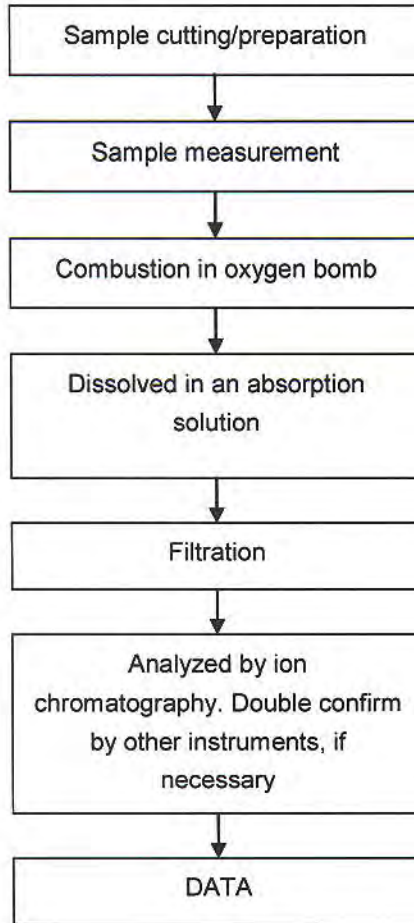 Sample cutting/preparation
Sample measurement
Combustion in oxygen bomb
Dissolved in an absorption
solution
Filtration
Analyzed by ion
chromatography. Double confirm
by other instruments, if
necessary
DATA